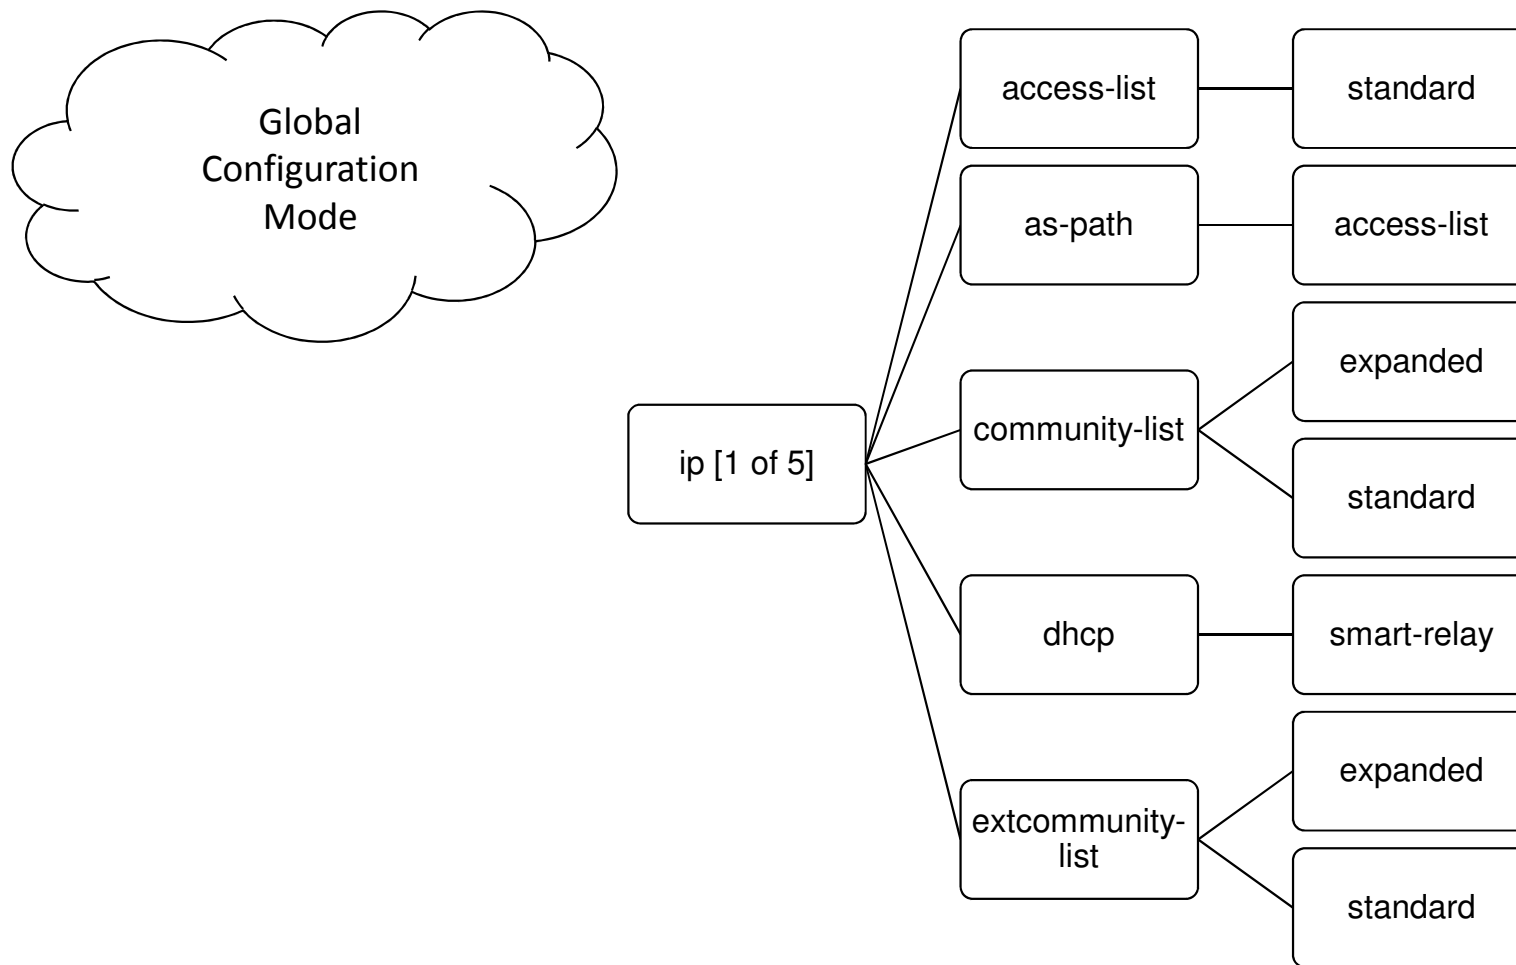 Global
Configuration
Mode
ip [1 of 5]
access-list
standard
as-path
access-list
community-list
expanded
standard
dhcp
smart-relay
extcommunity-
list
expanded
standard